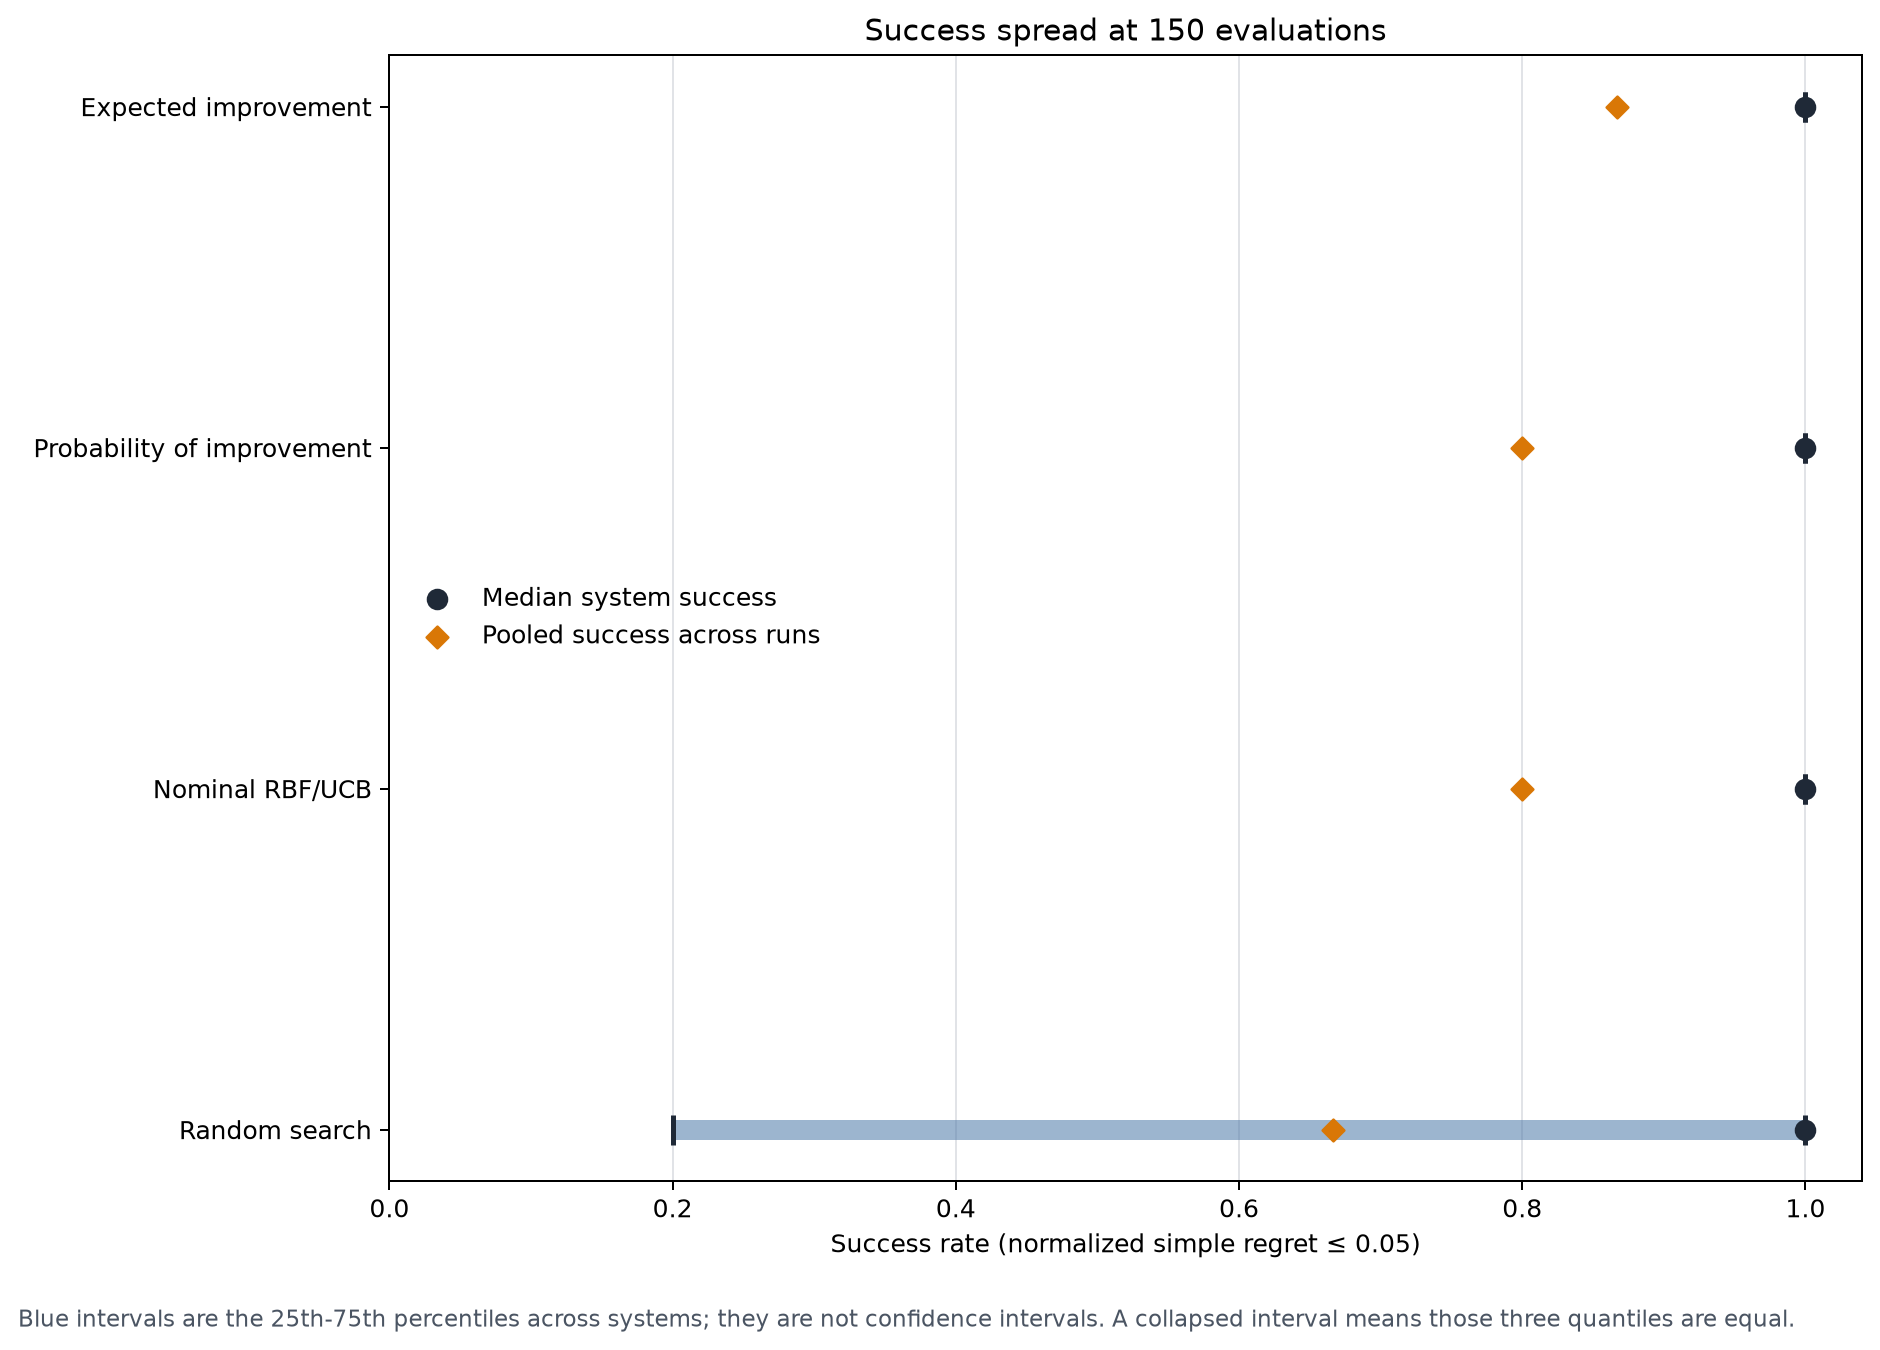 Success spread at 150 evaluations
Expected improvement
Probability of improvement
Median system success
Pooled success across runs
Nominal RBF/UCB
Random search
0.0 0.2 0.4 0.6 0.8 1.0
Success rate (normalized simple regret ≤ 0.05)
Blue intervals are the 25th-75th percentiles across systems; they are not confidence intervals. A collapsed interval means those three quantiles are equal.